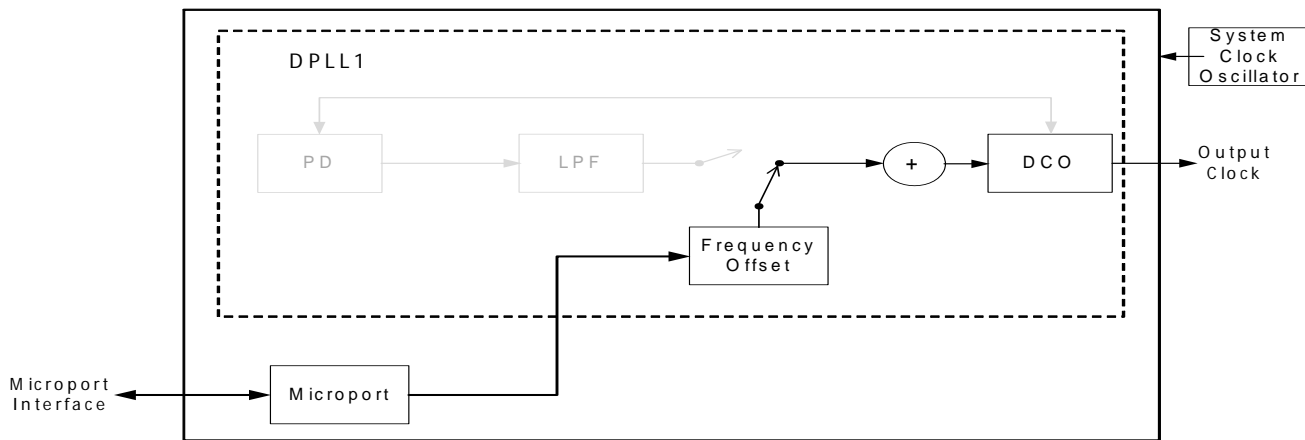 System
Clock
Oscillator
DPLL1
PD
LPF
+
DCO
Output
Clock
Frequency
Offset
Microport
Interface
Microport